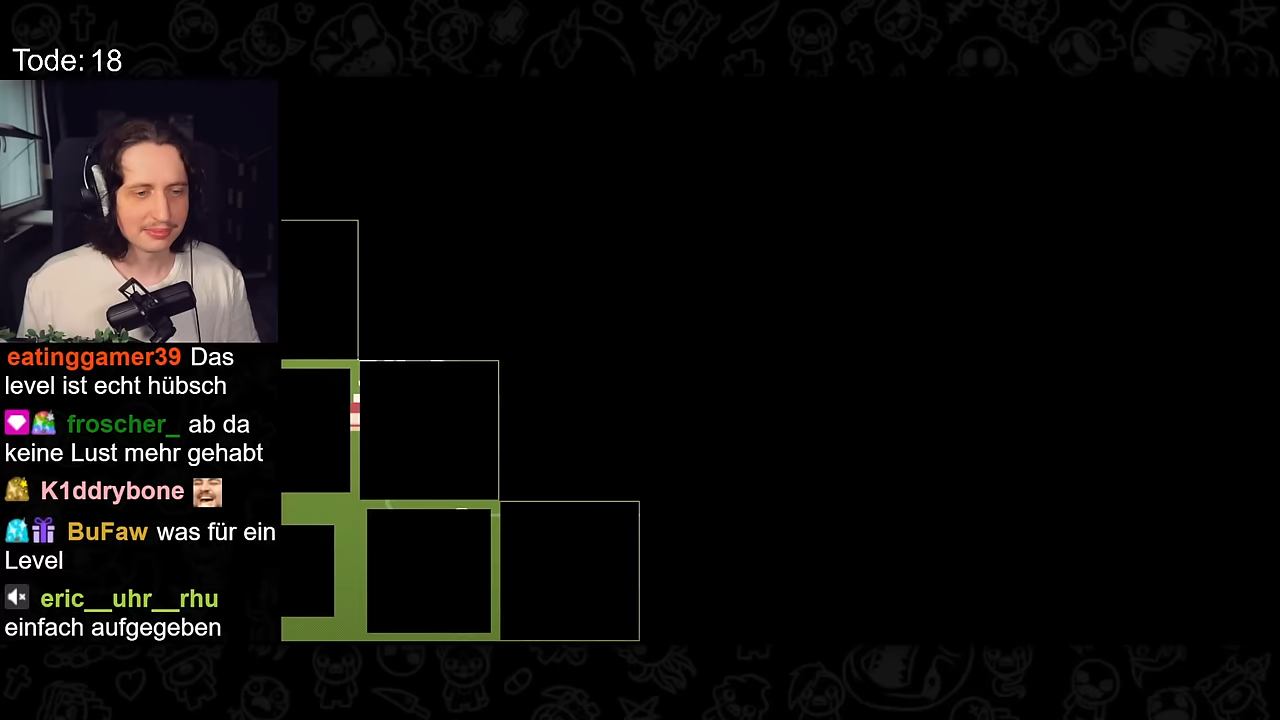 Tode: 18
eatinggamer39 Das
level ist echt hübsch
froscher_ ab da
keine Lust mehr gehabt
K1ddrybone
BuFaw was für ein
Level
eric__uhr__rhu
einfach aufgegeben